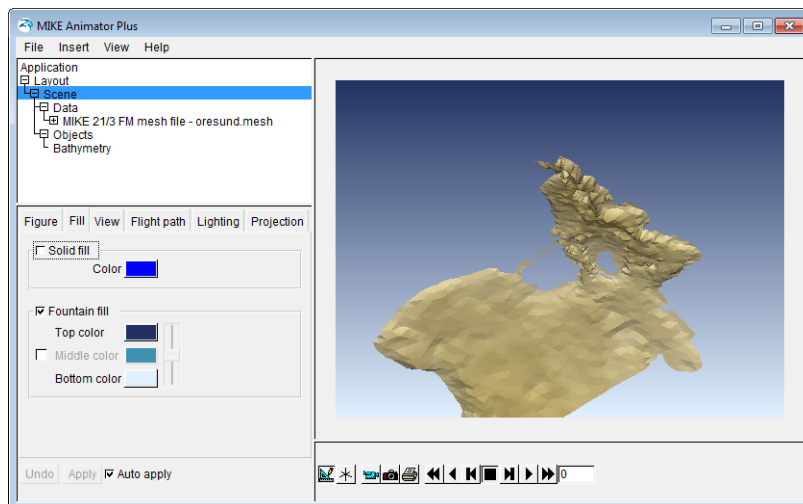 MIKE Animator Plus
File Insert View Help
Application
Layout
Scene
Data
MIKE 21/3 FM mesh file - oresund.mesh
Objects
Bathymetry
Figure Fill View Flight path Lighting Projection
Solid fill
Color
Fountain fill
Top color
Middle color
Bottom color
Undo Apply Auto apply
0